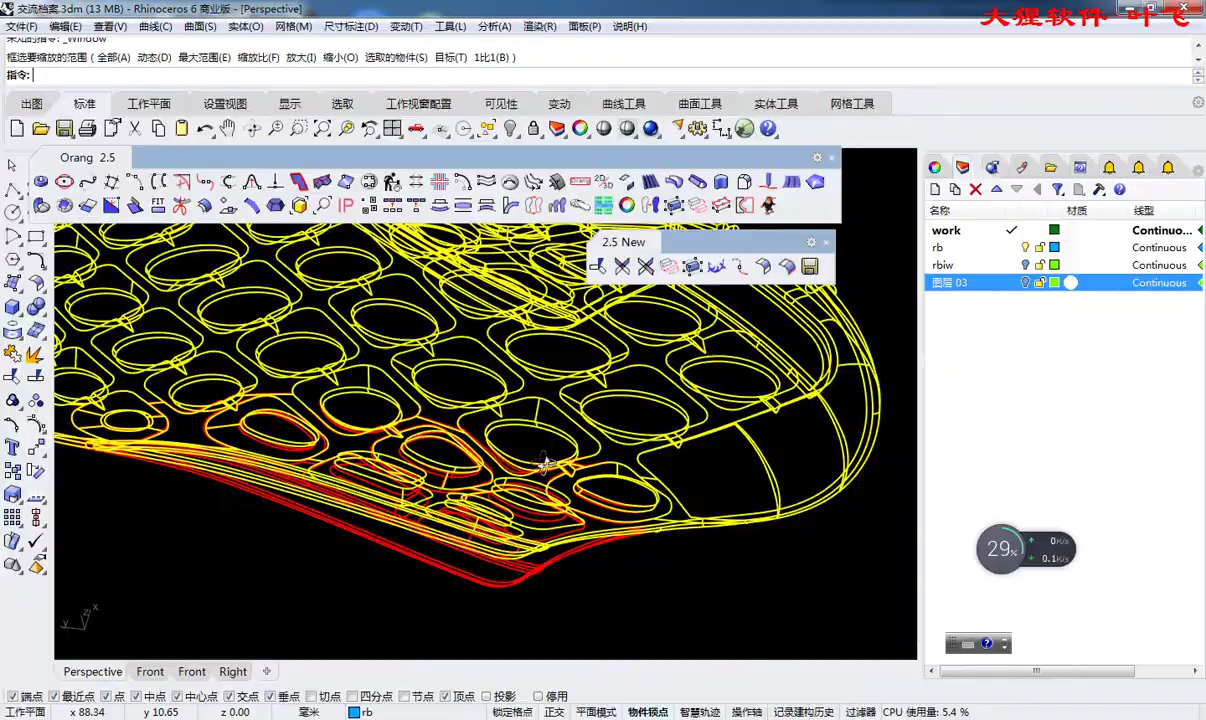 交流档案.3dm (13 MB) - Rhinoceros 6 商业版 - [Perspective]
大猩软件 叶飞
文件(F) 编辑(E) 查看(V) 曲线(C) 曲面(S) 实体(O) 网格(M) 尺寸标注(D) 变动(T) 工具(L) 分析(A) 渲染(R) 面板(P) 说明(H)
未知的指令: _Window
框选要缩放的范围 (全部(A) 动态(D) 最大范围(E) 缩放比(F) 放大(I) 缩小(O) 选取的物件(S) 目标(T) 1比1(B) )
指令:
出图 标准 工作平面 设置视图 显示 选取 工作视窗配置 可见性 变动 曲线工具 曲面工具 实体工具 网格工具
Orang 2.5
2D/3D
FIT IP
2.5 New
名称 材质 线型
work Continuo...
rb Continuous
rbiw Continuous
图层 03 Continuous
29% 0K/s
0.1K/s
z x
y
Perspective Front Front Right
端点 最近点 点 中点 中心点 交点 垂点 切点 四分点 节点 顶点 投影 停用
工作平面 x 88.34 y 10.65 z 0.00 毫米 rb 锁定格点 正交 平面模式 物件锁点 智慧轨迹 操作轴 记录建构历史 过滤器 CPU 使用量: 5.4 %